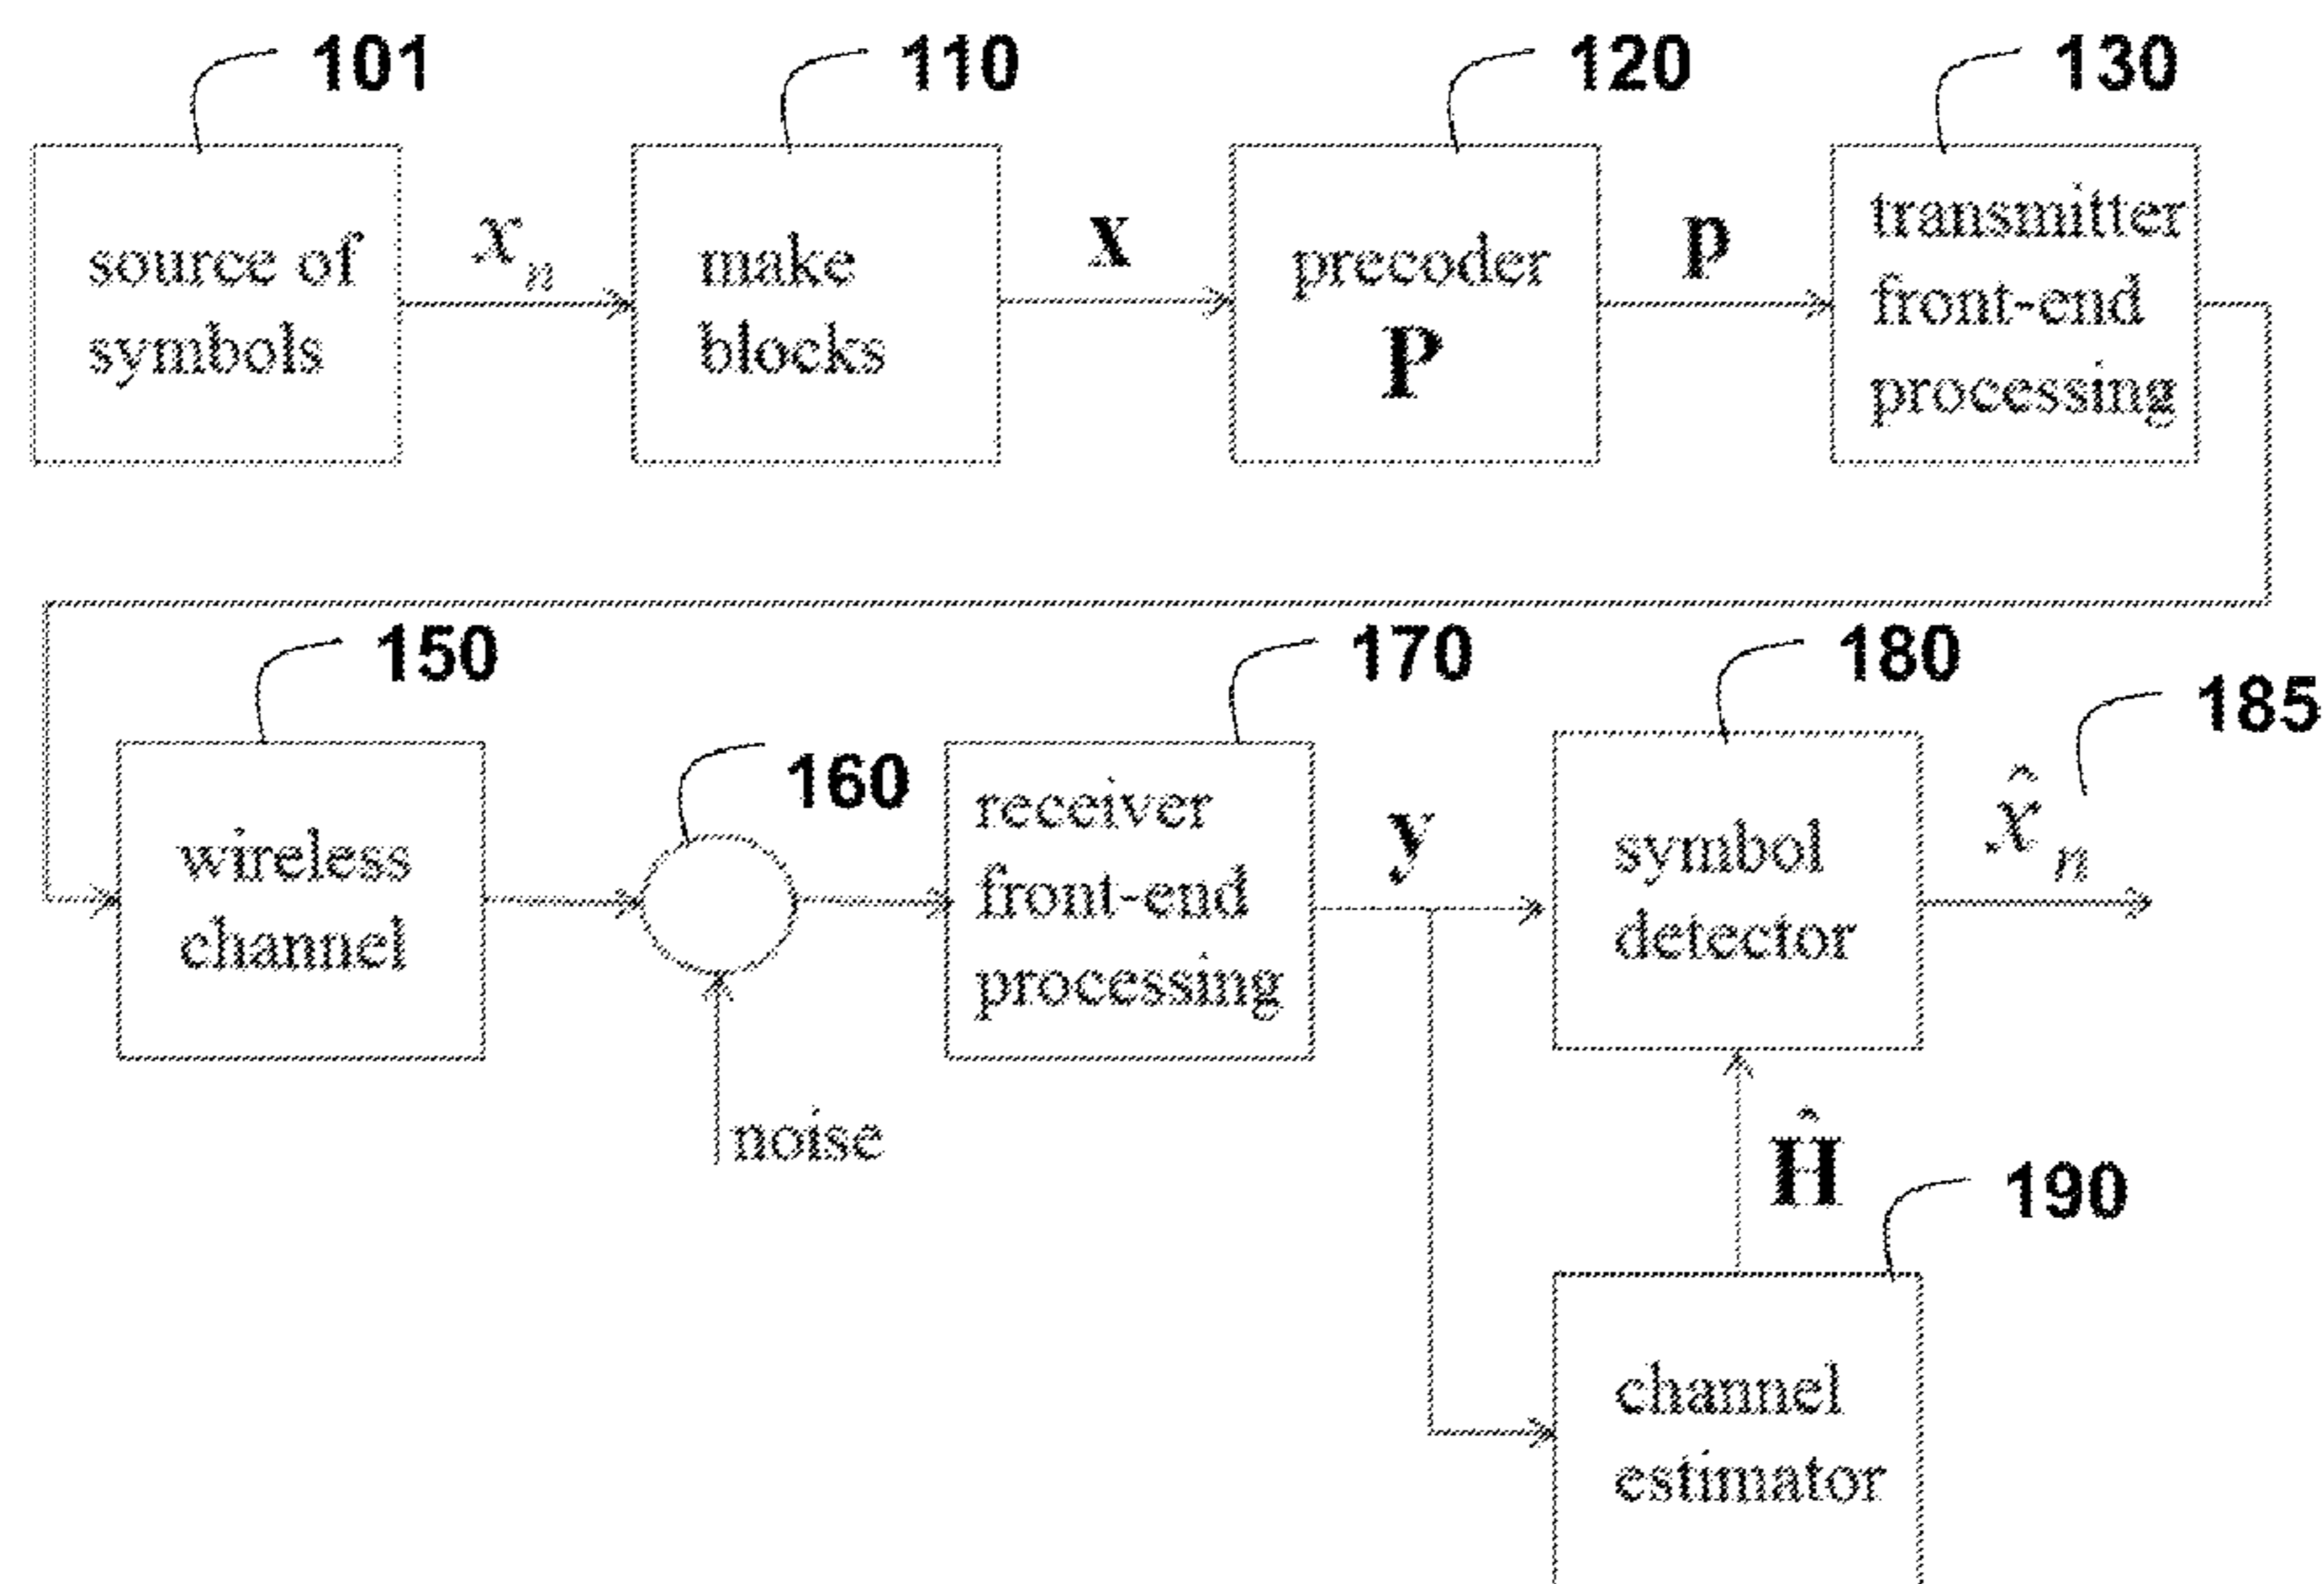 101
110
120
130
source of
symbols
xn
make
blocks
x
precoder
P
p
transmitter
front-end
processing
150
160
170
180
185
wireless
channel
noise
receiver
front-end
processing
y
symbol
detector
x̂n
Ĥ
190
channel
estimator